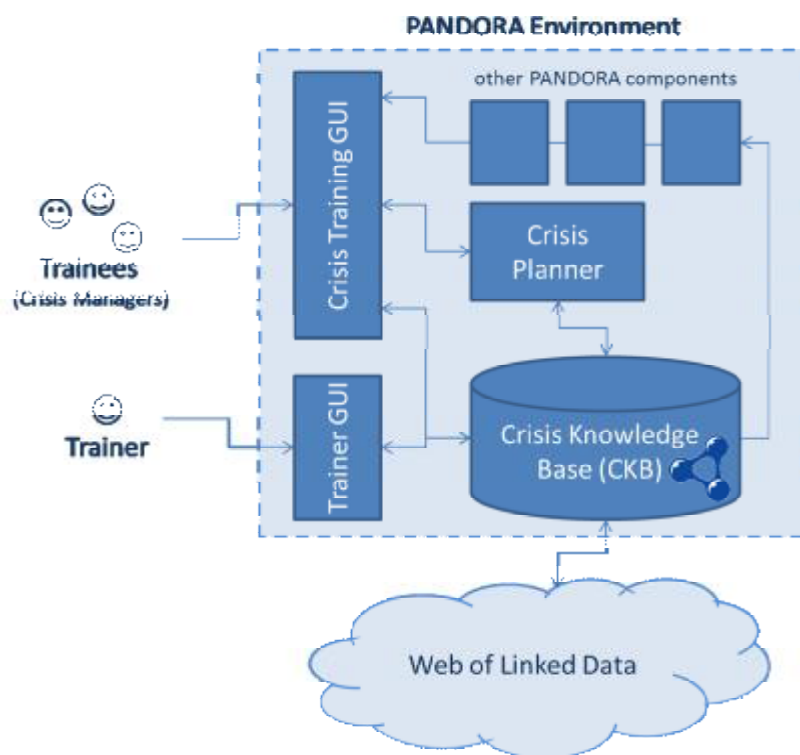 PANDORA Environment
other PANDORA components
Crisis Training GUI
Crisis
Planner
Trainees
(Crisis Managers)
Trainer GUI
Trainer
Crisis Knowledge
Base (CKB)
Web of Linked Data